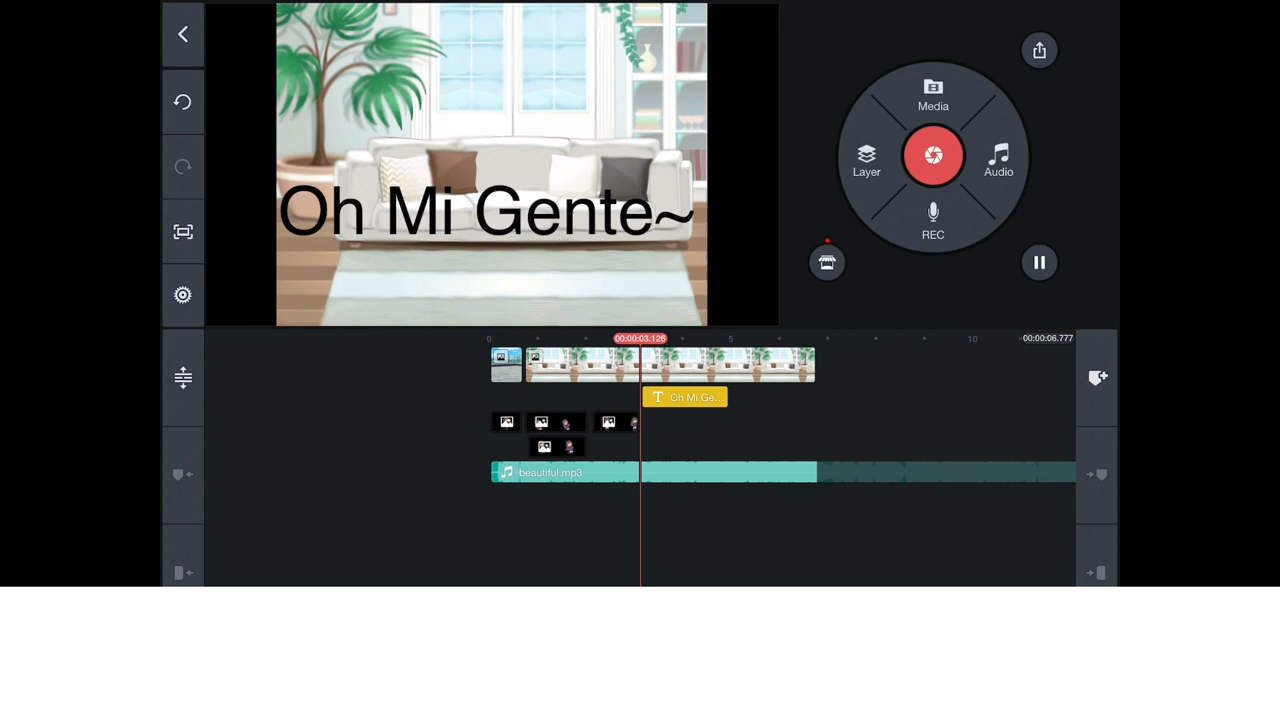 Media
Layer
Audio
REC
Oh Mi Gente~
0
00:00:03.126
5
10
00:00:06.777
T Oh Mi Ge...
beautiful.mp3